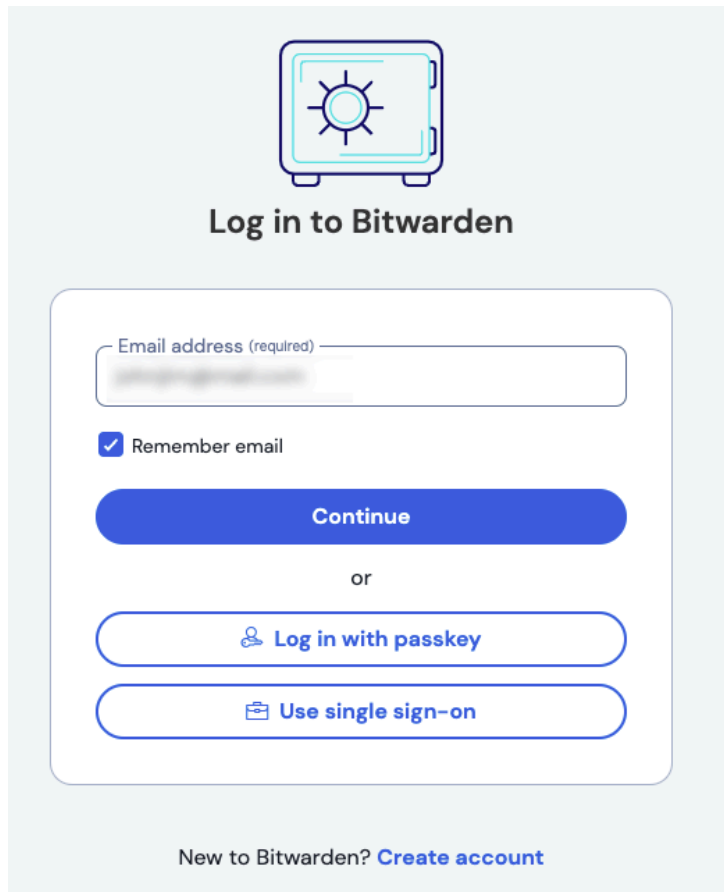 Log in to Bitwarden
Email address (required)
Remember email
Continue
or
Log in with passkey
Use single sign-on
New to Bitwarden? Create account